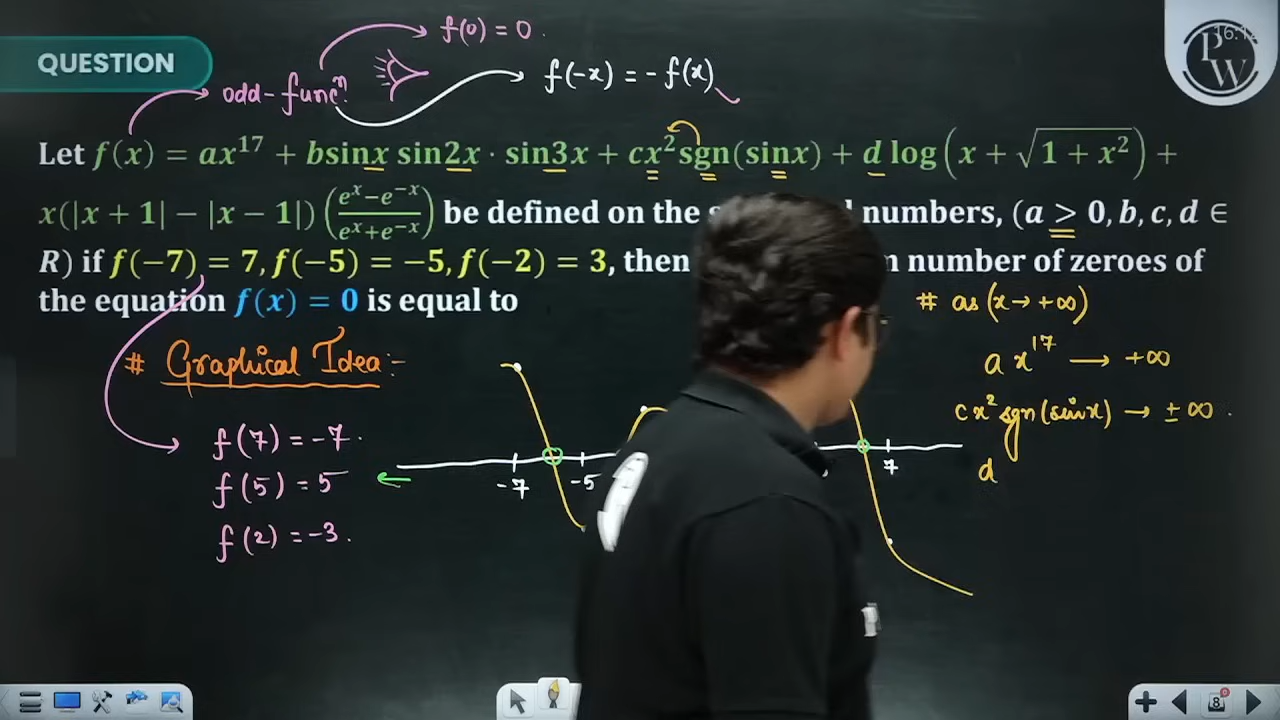 f(0) = 0.
QUESTION
odd-funcⁿ.
f(-x) = -f(x)
PW
Let f(x) = ax¹⁷ + bsinx sin2x · sin3x + cx²sgn(sinx) + d log(x + √(1 + x²)) +
x(|x + 1| − |x − 1|) ((eˣ−e⁻ˣ)/(eˣ+e⁻ˣ)) be defined on the numbers, (a > 0, b, c, d ∈
R) if f(−7) = 7, f(−5) = −5, f(−2) = 3, then number of zeroes of
the equation f(x) = 0 is equal to
# as (x → +∞)
# Graphical Idea:-
a x¹⁷ → +∞
cx² sgn(sinx) → ± ∞.
f(7) = -7.
f(5) = 5
f(2) = -3.
-7
-5
7
d
8